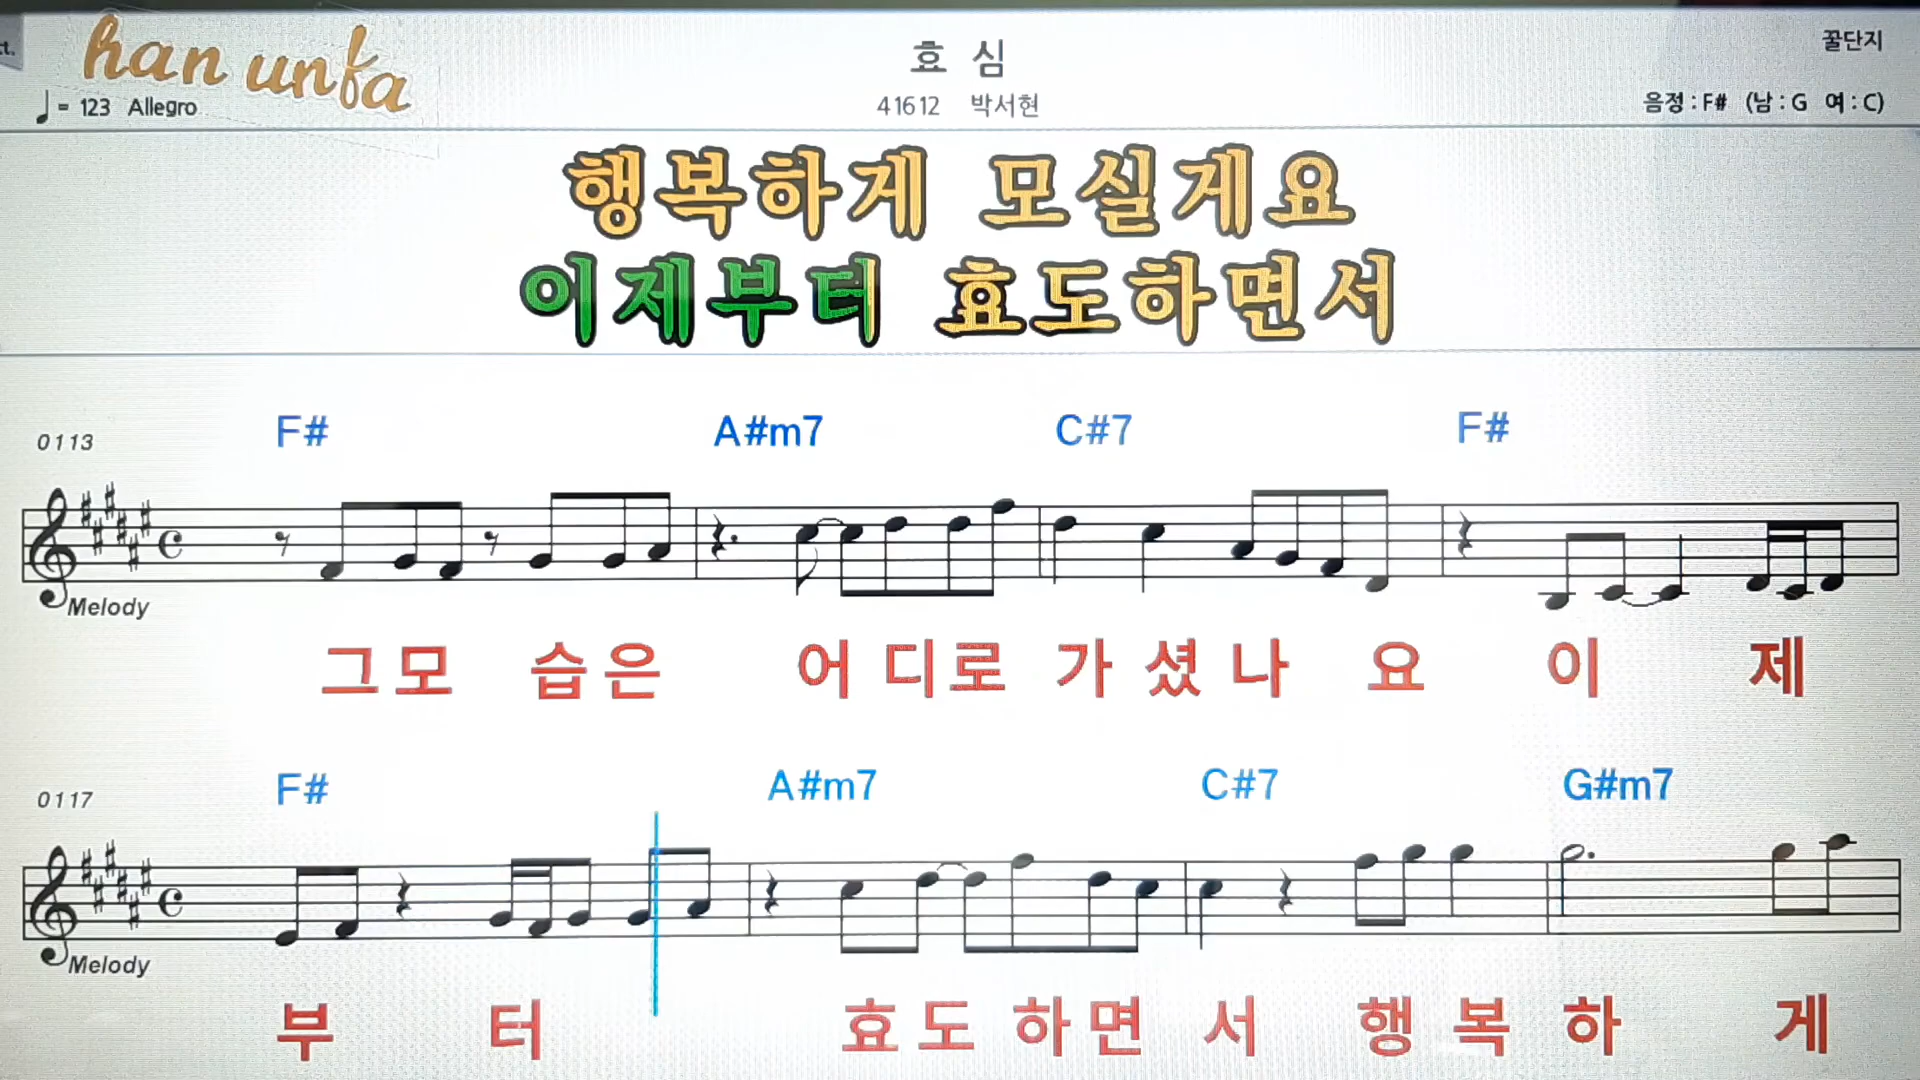 ct.
han unfa
효 심
꿀단지
♩= 123 Allegro
41612 박서현
음정 : F# (남 : G 여 : C)
행복하게 모실게요
이제부터 효도하면서
0113
F# A#m7 C#7 F#
Melody
그모 습은 어 디로 가 셨 나 요 이 제
0117
F# A#m7 C#7 G#m7
Melody
부 터 효 도 하 면 서 행 복 하 게